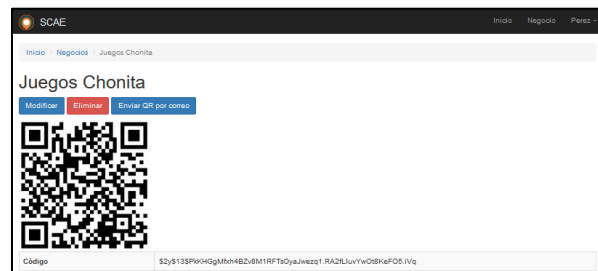 SCAE Inicio Negocio Perez
Inicio / Negocios / Juegos Chonita
Juegos Chonita
Modificar Eliminar Enviar QR por correo
Código $2y$13$PkKHGgMfxh4BZv8M1RFTsOyaJwezq1.RA2fLIuvYwOt8KeFO5.iVq